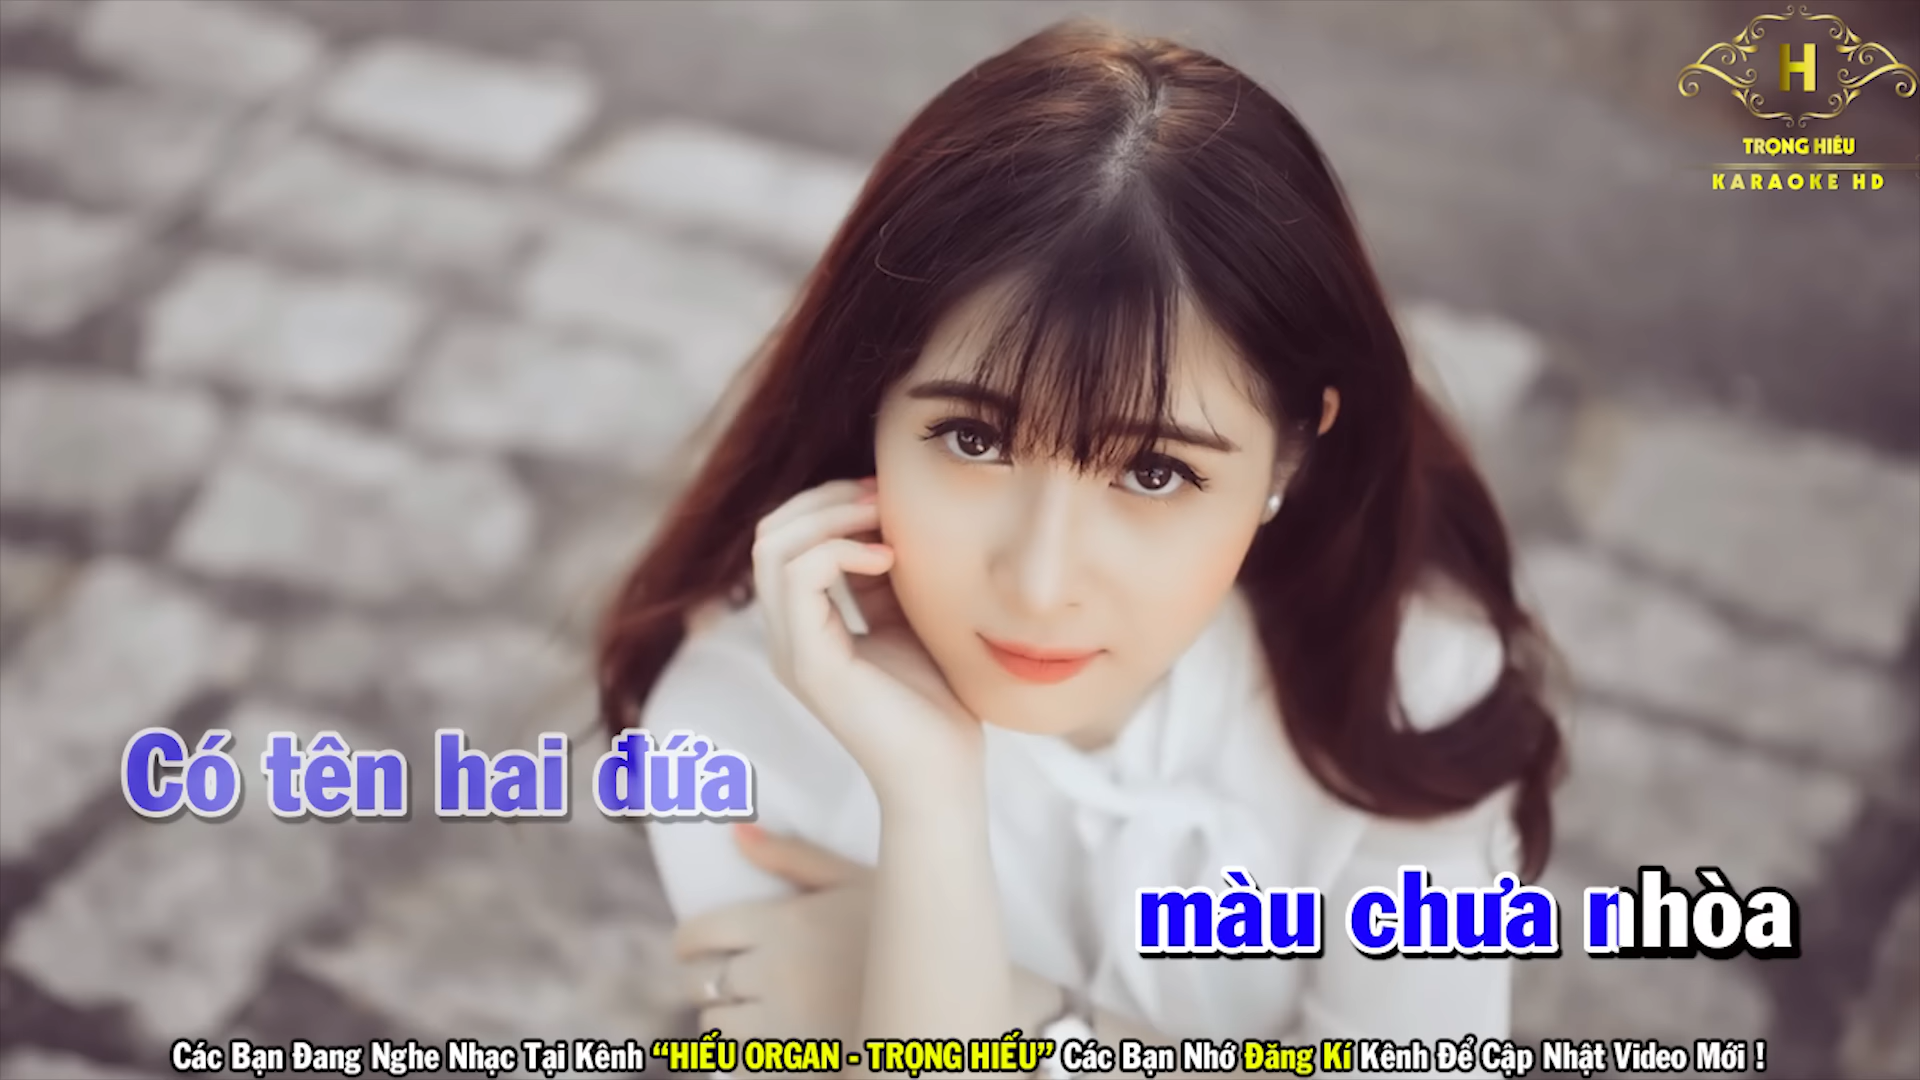 H
TRỌNG HIẾU
KARAOKE HD
Có tên hai đứa
màu chưa nhòa
Các Bạn Đang Nghe Nhạc Tại Kênh “HIẾU ORGAN - TRỌNG HIẾU” Các Bạn Nhớ Đăng Kí Kênh Để Cập Nhật Video Mới !